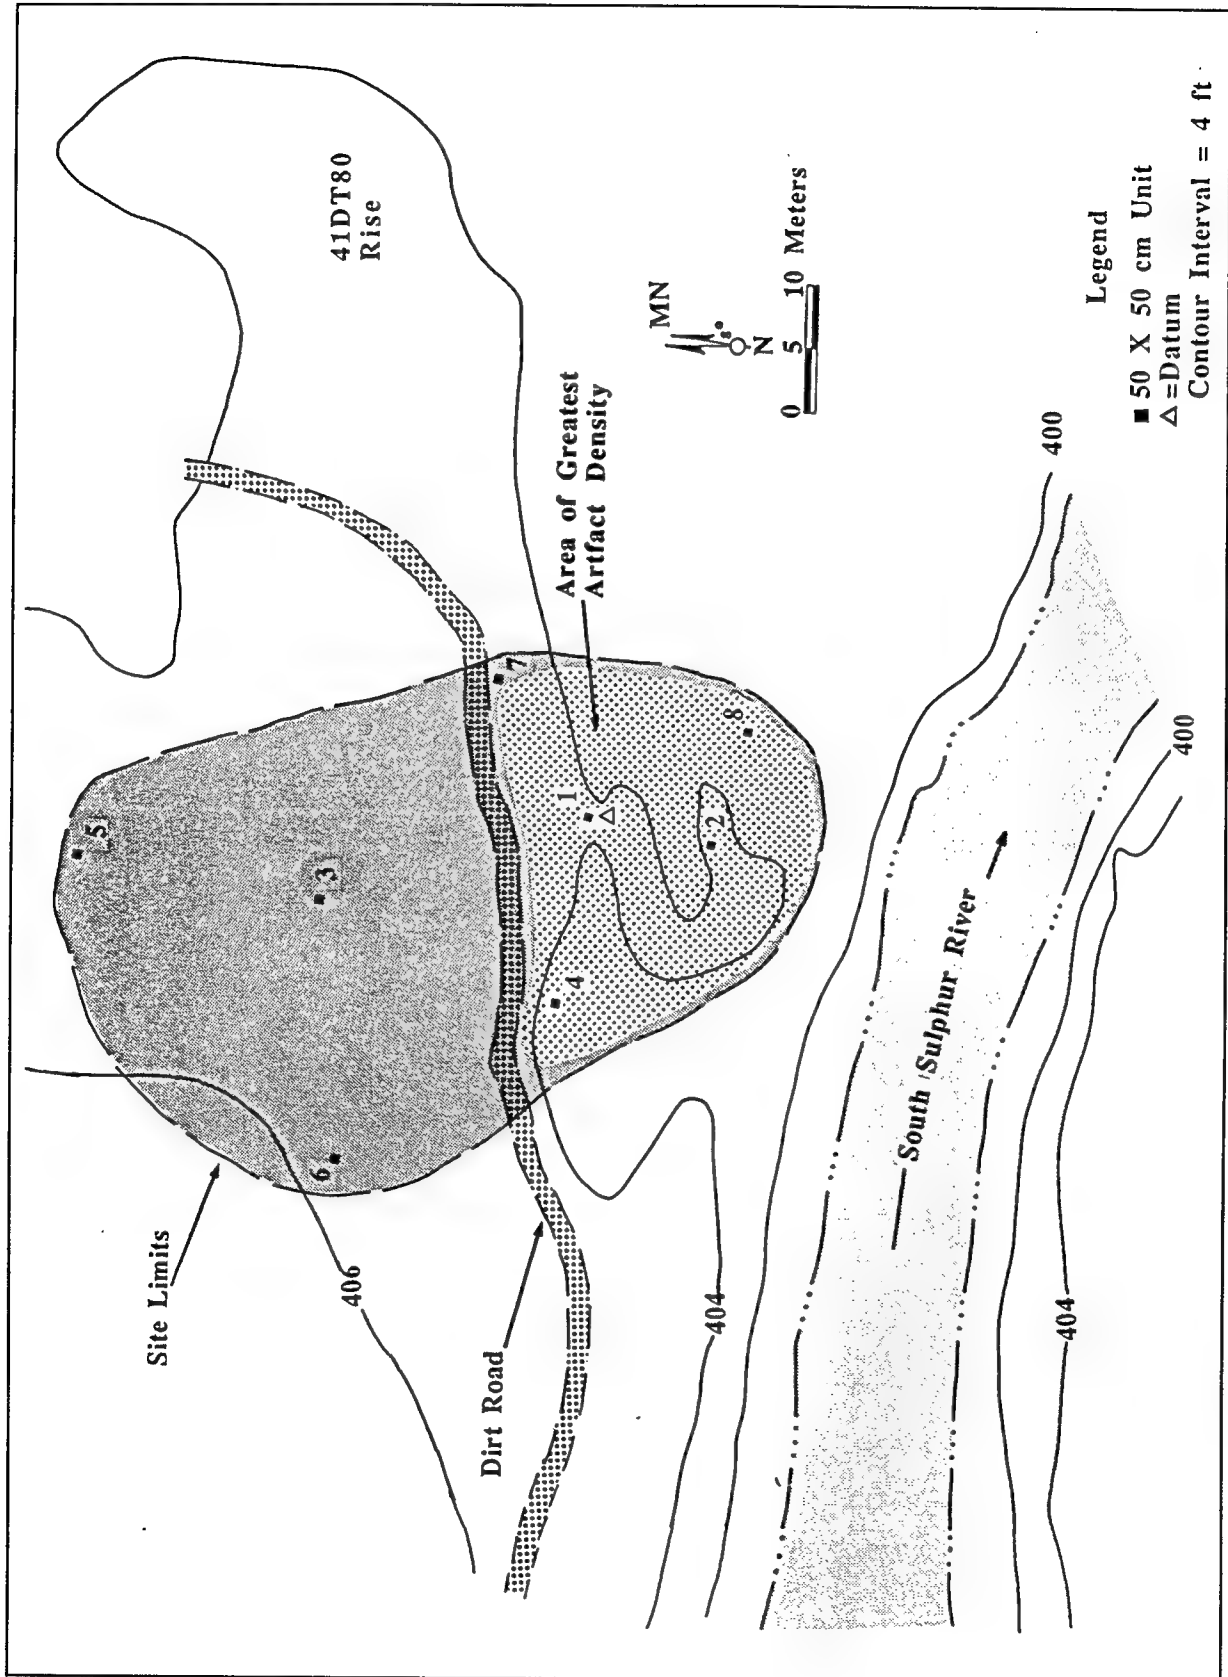 41DT80
Rise
Site Limits
5
3
6
406
Dirt Road
7
Area of Greatest
Artfact Density
1
4
2
8
MN
8°
N
0 5 10 Meters
404
400
South Sulphur River
400
404
Legend
■ 50 X 50 cm Unit
△ =Datum
Contour Interval = 4 ft